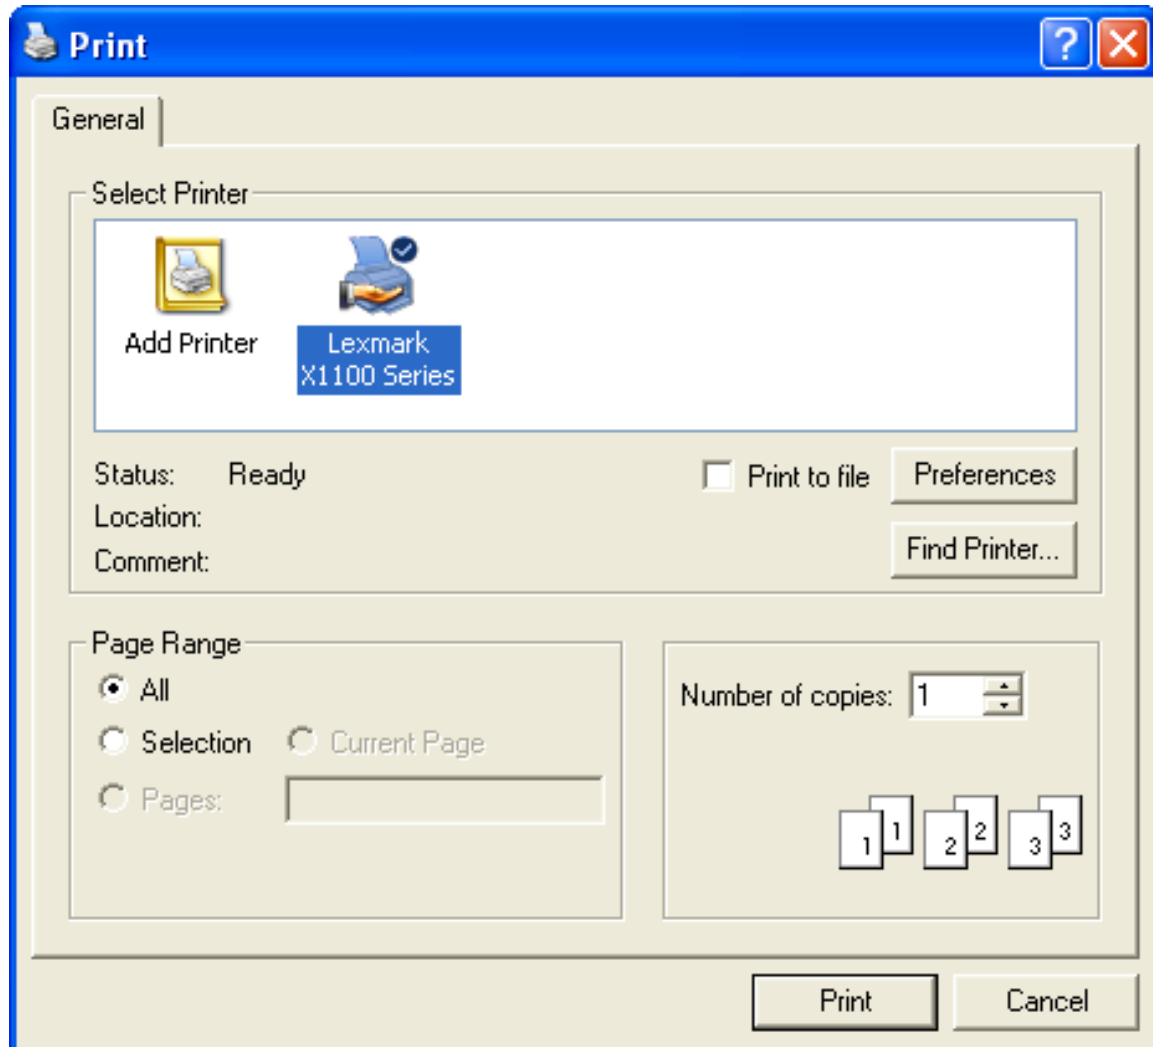 Print
General
Select Printer
Add Printer
Lexmark
X1100 Series
Status: Ready
Location:
Comment:
Print to file
Preferences
Find Printer...
Page Range
All
Selection
Current Page
Pages:
Number of copies: 1
1 1 2 2 3 3
Print
Cancel